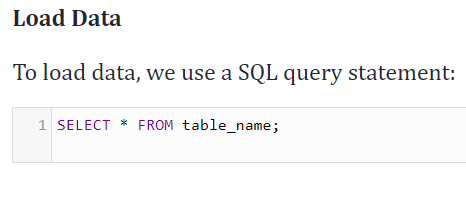 Load Data
To load data, we use a SQL query statement:
1 SELECT * FROM table_name;